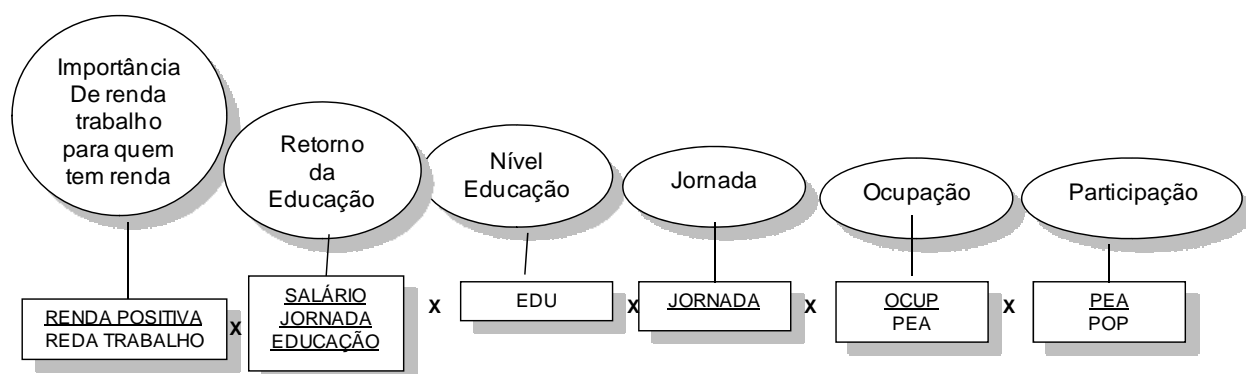 Importância
De renda
trabalho
para quem
tem renda
Retorno
da
Educação
Nível
Educação
Jornada
Ocupação
Participação
RENDA POSITIVA
REDA TRABALHO
x
SALÁRIO
JORNADA
EDUCAÇÃO
x
EDU
x
JORNADA
x
OCUP
PEA
x
PEA
POP